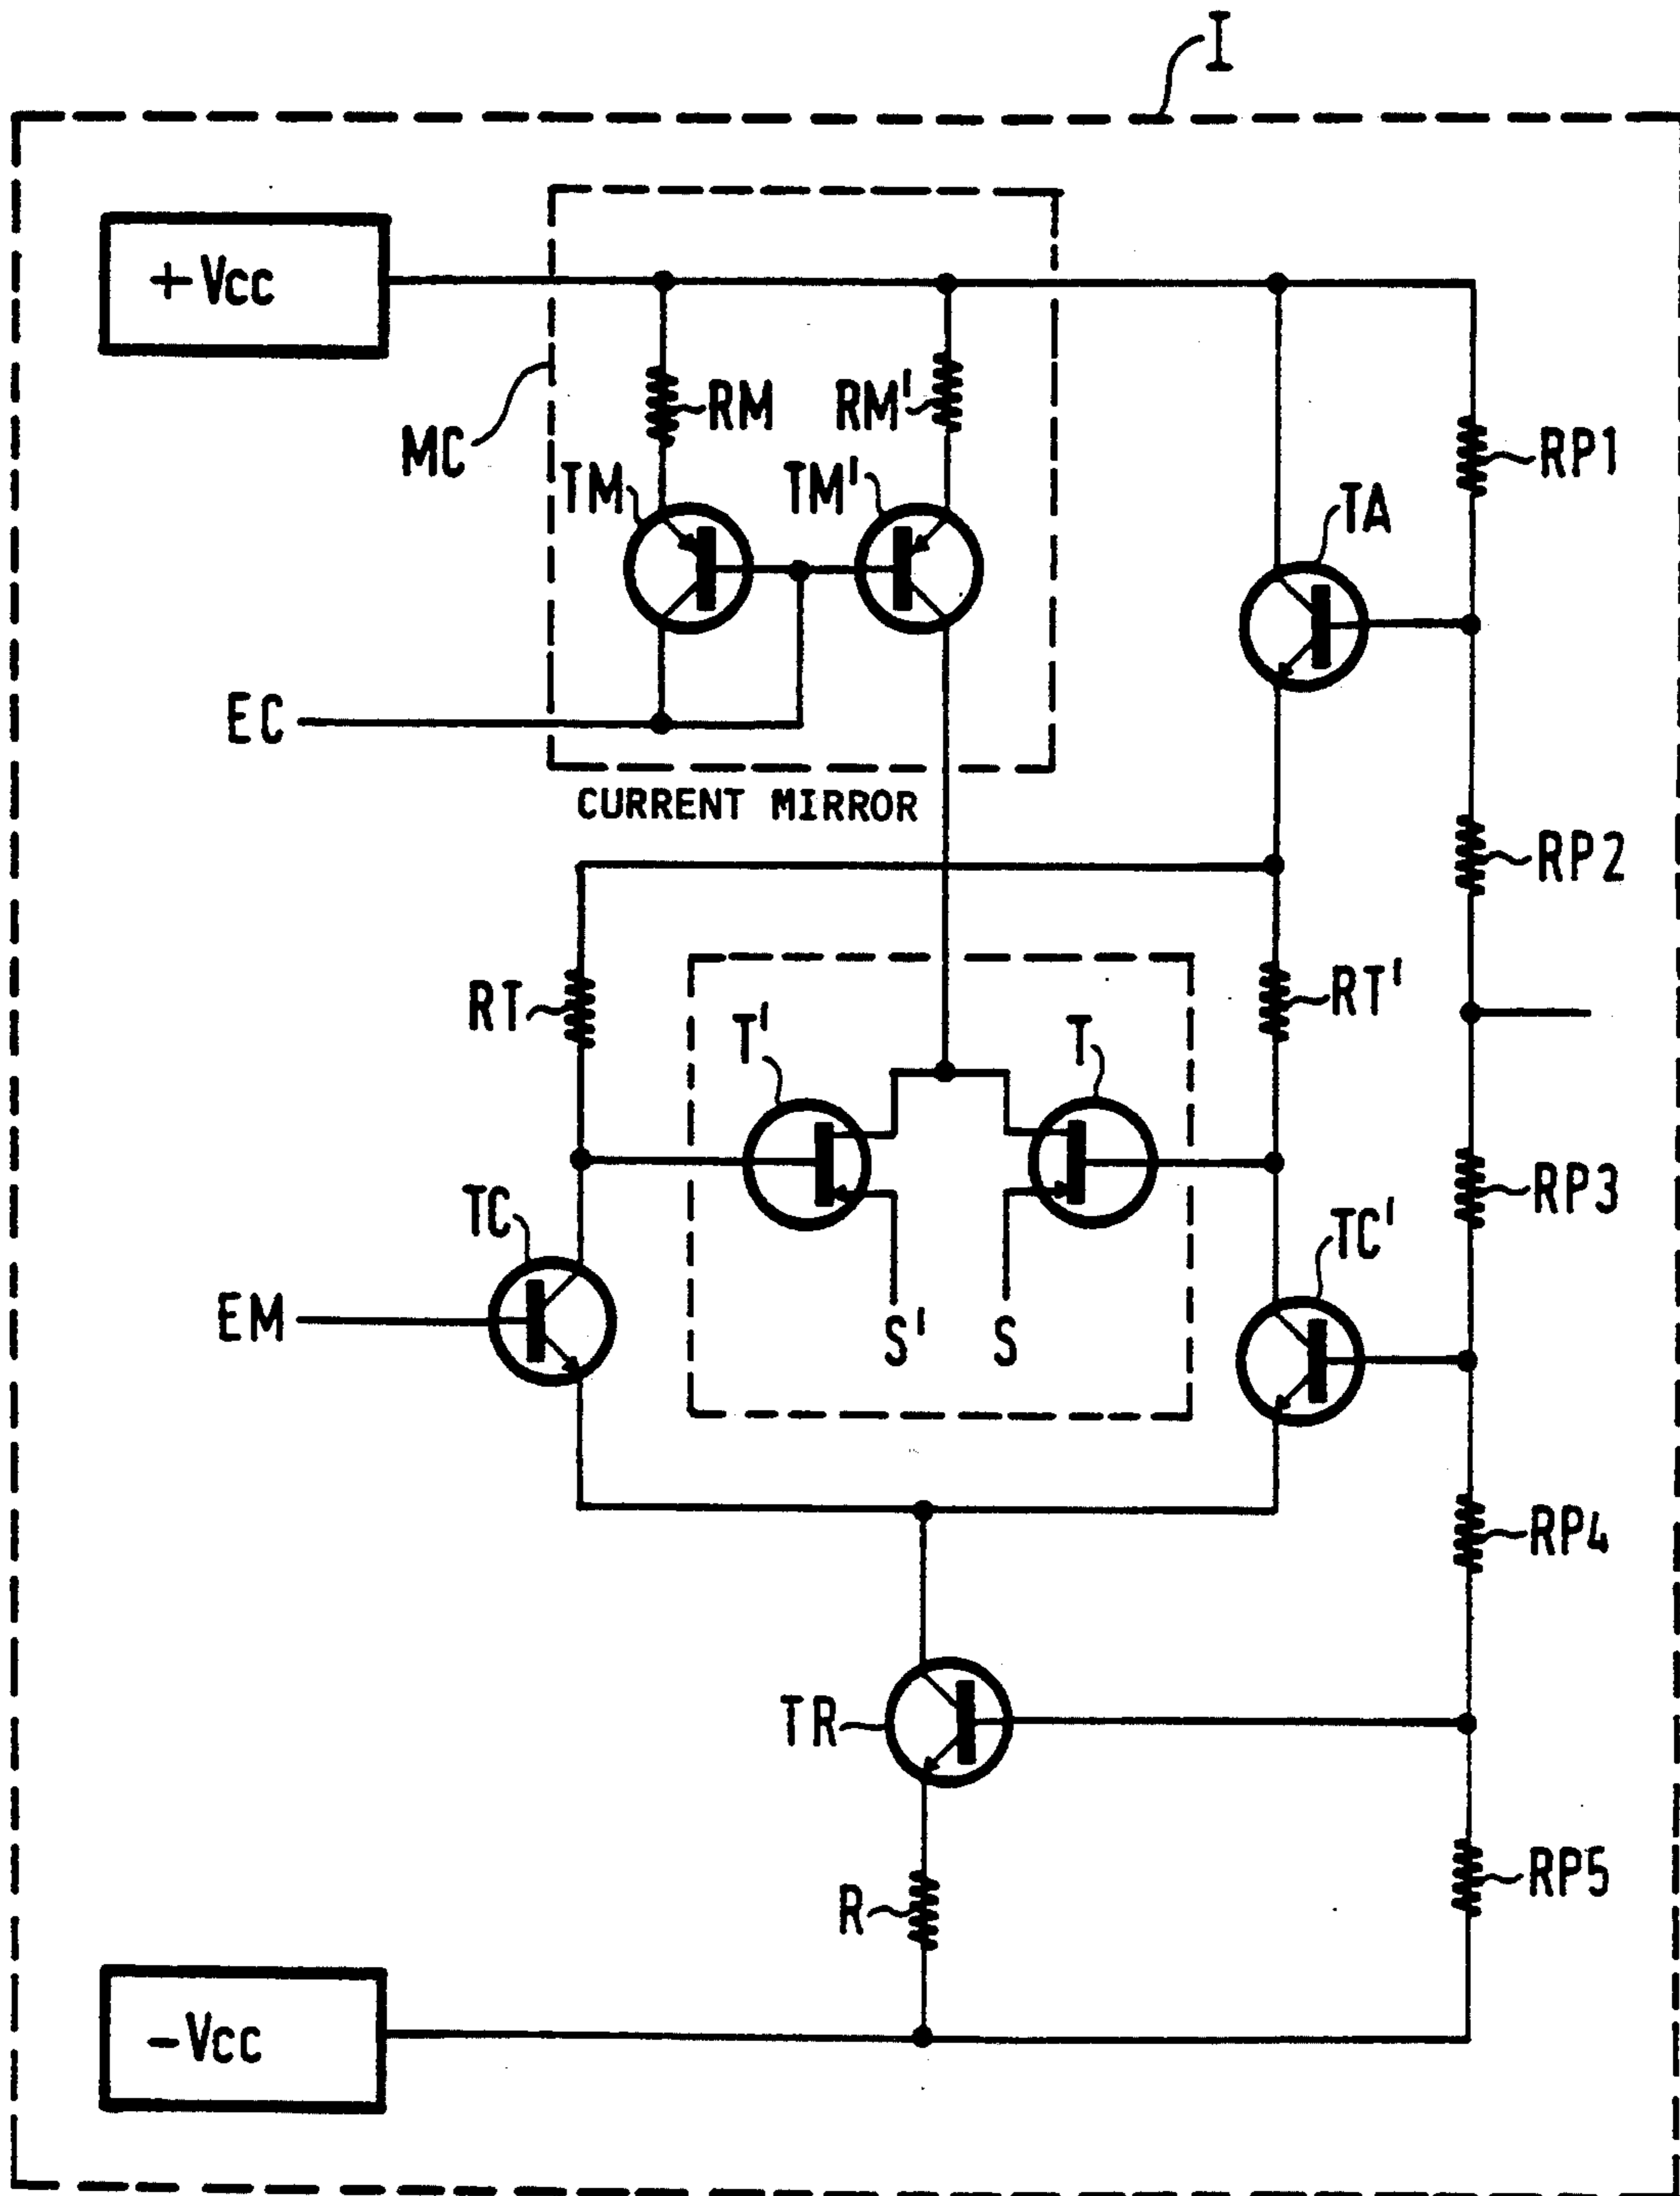 I
+Vcc
RM
RM'
MC
TM
TM'
RP1
TA
EC
CURRENT MIRROR
RP2
RT
RT'
T'
T
TC
RP3
TC'
EM
S'
S
RP4
TR
RP5
R
-Vcc